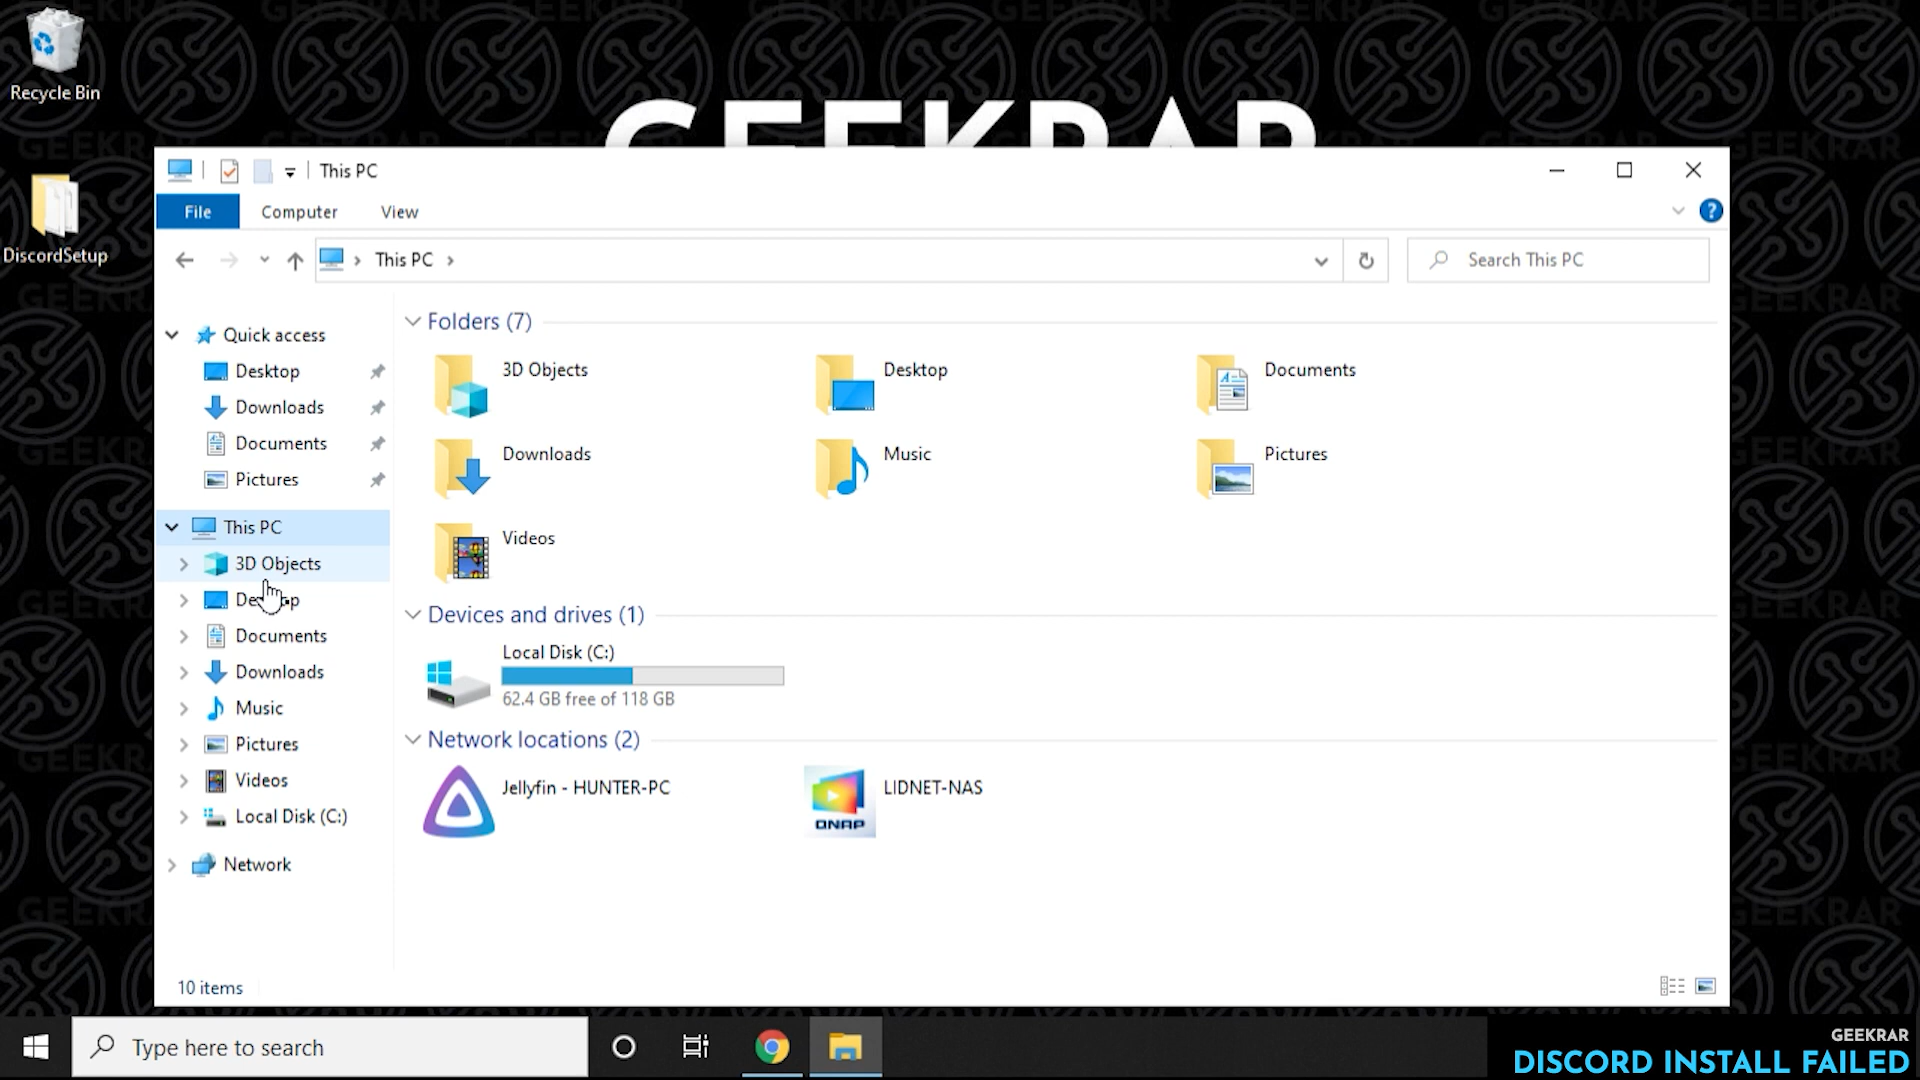 GEEKRAR
Recycle Bin
DiscordSetup
This PC
File
Computer
View
?
This PC
Search This PC
Quick access
Desktop
Downloads
Documents
Pictures
This PC
3D Objects
Desktop
Documents
Downloads
Music
Pictures
Videos
Local Disk (C:)
Network
Folders (7)
3D Objects
Desktop
Documents
Downloads
Music
Pictures
Videos
Devices and drives (1)
Local Disk (C:)
62.4 GB free of 118 GB
Network locations (2)
Jellyfin - HUNTER-PC
QNAP
LIDNET-NAS
10 items
Type here to search
GEEKRAR
DISCORD INSTALL FAILED